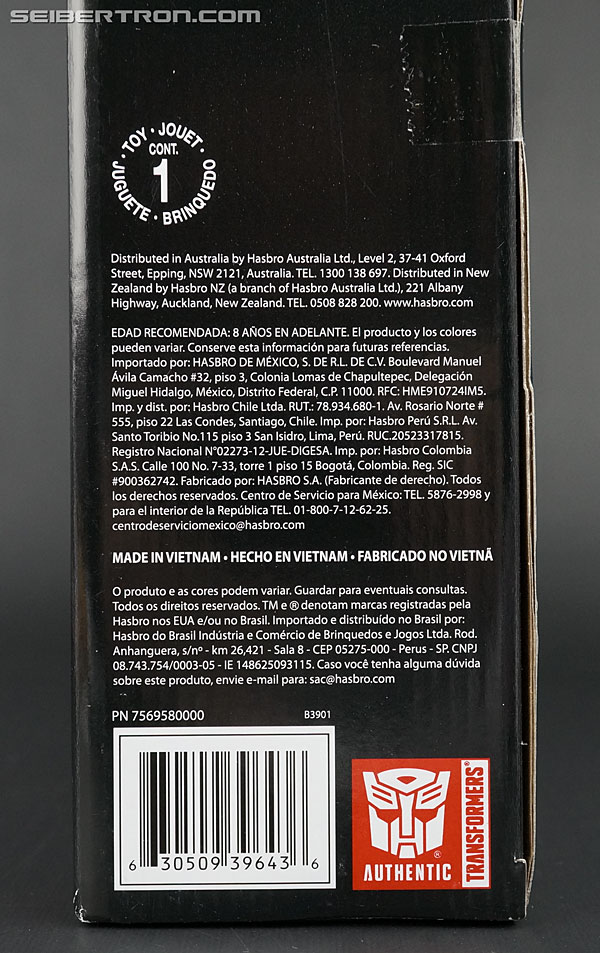 SEIBERTRON.COM
TOY • JOUET • BRINQUEDO • JUGUETE •
CONT.
1
Distributed in Australia by Hasbro Australia Ltd., Level 2, 37-41 Oxford
Street, Epping, NSW 2121, Australia. TEL. 1300 138 697. Distributed in New
Zealand by Hasbro NZ (a branch of Hasbro Australia Ltd.), 221 Albany
Highway, Auckland, New Zealand. TEL. 0508 828 200. www.hasbro.com
EDAD RECOMENDADA: 8 AÑOS EN ADELANTE. El producto y los colores
pueden variar. Conserve esta información para futuras referencias.
Importado por: HASBRO DE MÉXICO, S. DE R.L. DE C.V. Boulevard Manuel
Ávila Camacho #32, piso 3, Colonia Lomas de Chapultepec, Delegación
Miguel Hidalgo, México, Distrito Federal, C.P. 11000. RFC: HME910724IM5.
Imp. y dist. por: Hasbro Chile Ltda. RUT.: 78.934.680-1. Av. Rosario Norte #
555, piso 22 Las Condes, Santiago, Chile. Imp. por: Hasbro Perú S.R.L. Av.
Santo Toribio No.115 piso 3 San Isidro, Lima, Perú. RUC.20523317815.
Registro Nacional N°02273-12-JUE-DIGESA. Imp. por: Hasbro Colombia
S.A.S. Calle 100 No. 7-33, torre 1 piso 15 Bogotá, Colombia. Reg. SIC
#900362742. Fabricado por: HASBRO S.A. (Fabricante de derecho). Todos
los derechos reservados. Centro de Servicio para México: TEL. 5876-2998 y
para el interior de la República TEL. 01-800-7-12-62-25.
centrodeserviciomexico@hasbro.com
MADE IN VIETNAM • HECHO EN VIETNAM • FABRICADO NO VIETNÃ
O produto e as cores podem variar. Guardar para eventuais consultas.
Todos os direitos reservados. TM e ® denotam marcas registradas pela
Hasbro nos EUA e/ou no Brasil. Importado e distribuído no Brasil por:
Hasbro do Brasil Indústria e Comércio de Brinquedos e Jogos Ltda. Rod.
Anhanguera, s/nº - km 26,421 - Sala 8 - CEP 05275-000 - Perus - SP. CNPJ
08.743.754/0003-05 - IE 148625093115. Caso você tenha alguma dúvida
sobre este produto, envie e-mail para: sac@hasbro.com
PN 7569580000 B3901
6 30509 39643 6
®
AUTHENTIC
TRANSFORMERS®